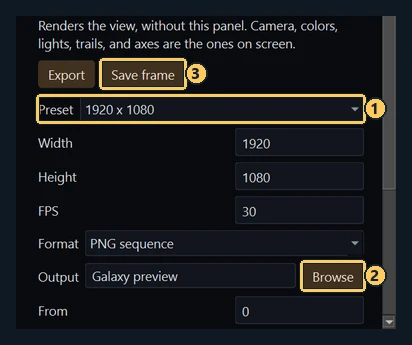 Renders the view, without this panel. Camera, colors,
lights, trails, and axes are the ones on screen.
Export Save frame 3
Preset 1920 x 1080 1
Width 1920
Height 1080
FPS 30
Format PNG sequence
Output Galaxy preview Browse 2
From 0